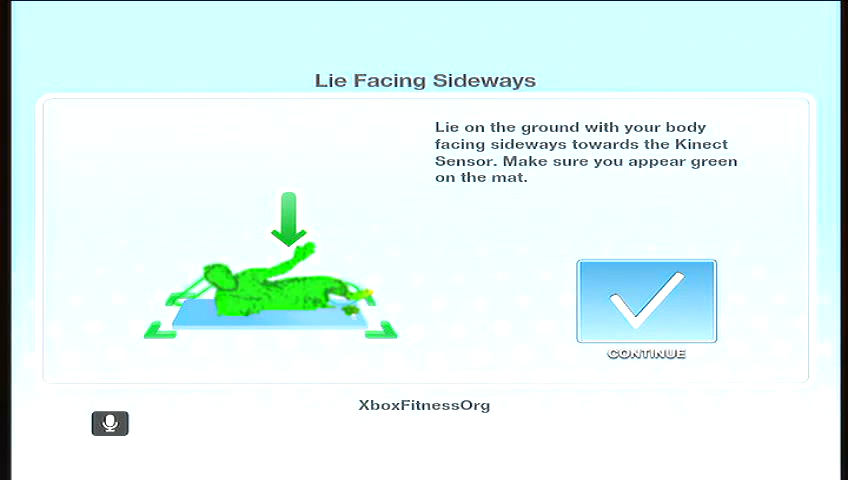 Lie Facing Sideways
Lie on the ground with your body
facing sideways towards the Kinect
Sensor. Make sure you appear green
on the mat.
CONTINUE
XboxFitnessOrg